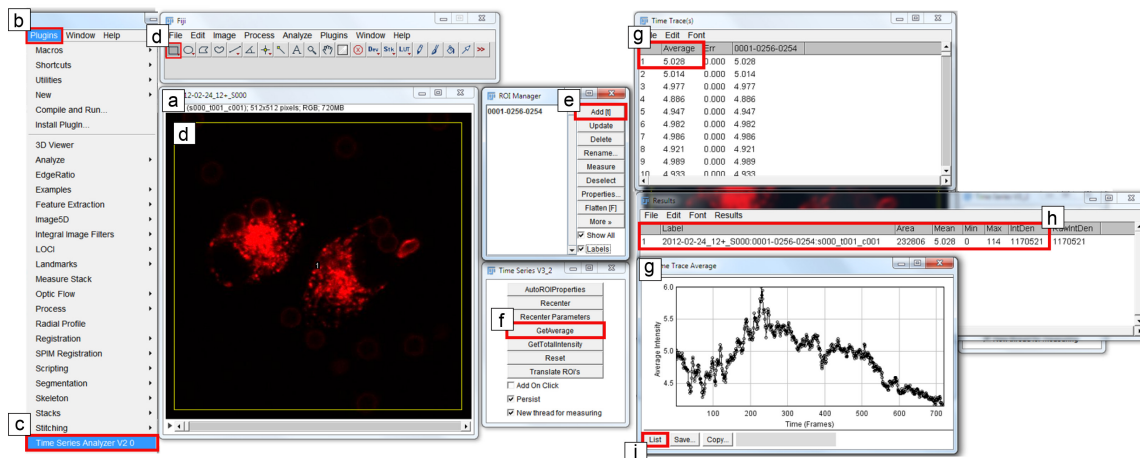 b
Plugins Window Help
Macros
Shortcuts
Utilities
New
Compile and Run...
Install PlugIn...
3D Viewer
Analyze
EdgeRatio
Examples
Feature Extraction
Image5D
Integral Image Filters
LOCI
Landmarks
Measure Stack
Optic Flow
Process
Radial Profile
Registration
SPIM Registration
Scripting
Segmentation
Skeleton
Stacks
Stitching
c
Time Series Analyzer V2 0
Fiji
d
File Edit Image Process Analyze Plugins Window Help
A Dev Stk LUT >>
a
12-02-24_12+_S000
(s000_t001_c001); 512x512 pixels; RGB; 720MB
d
1
ROI Manager
e
0001-0256-0254
Add [t]
Update
Delete
Rename...
Measure
Deselect
Properties...
Flatten [F]
More »
Show All
Labels
Time Series V3_2
AutoROIProperties
Recenter
Recenter Parameters
f
GetAverage
GetTotalIntensity
Reset
Translate ROI's
Add On Click
Persist
New thread for measuring
Time Trace(s)
g
File Edit Font
Average Err 0001-0256-0254
1 5.028 0.000 5.028
2 5.014 0.000 5.014
3 4.977 0.000 4.977
4 4.886 0.000 4.886
5 4.947 0.000 4.947
6 4.982 0.000 4.982
7 4.986 0.000 4.986
8 4.921 0.000 4.921
9 4.989 0.000 4.989
10 4.933 0.000 4.933
Results
h
File Edit Font Results
Label Area Mean Min Max IntDen RawIntDen
1 2012-02-24_12+_S000:0001-0256-0254:s000_t001_c001 232806 5.028 0 114 1170521 1170521
g
Time Trace Average
6.0
5.5
5.0
4.5
Average Intensity
100 200 300 400 500 600 700
Time (Frames)
List Save... Copy...
i